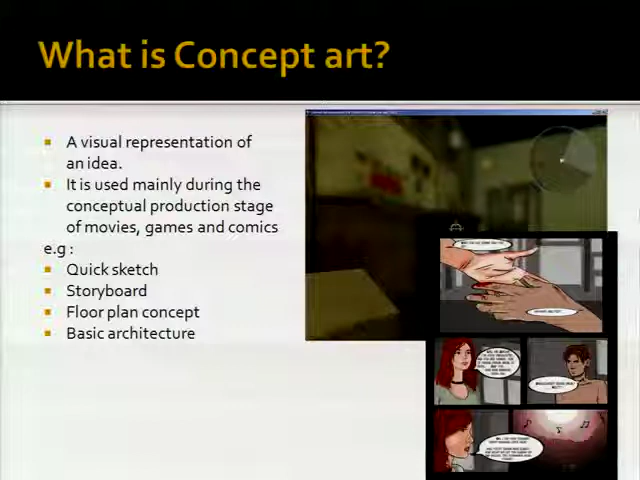 What is Concept art?
A visual representation of
an idea.
It is used mainly during the
conceptual production stage
of movies, games and comics
e.g :
Quick sketch
Storyboard
Floor plan concept
Basic architecture